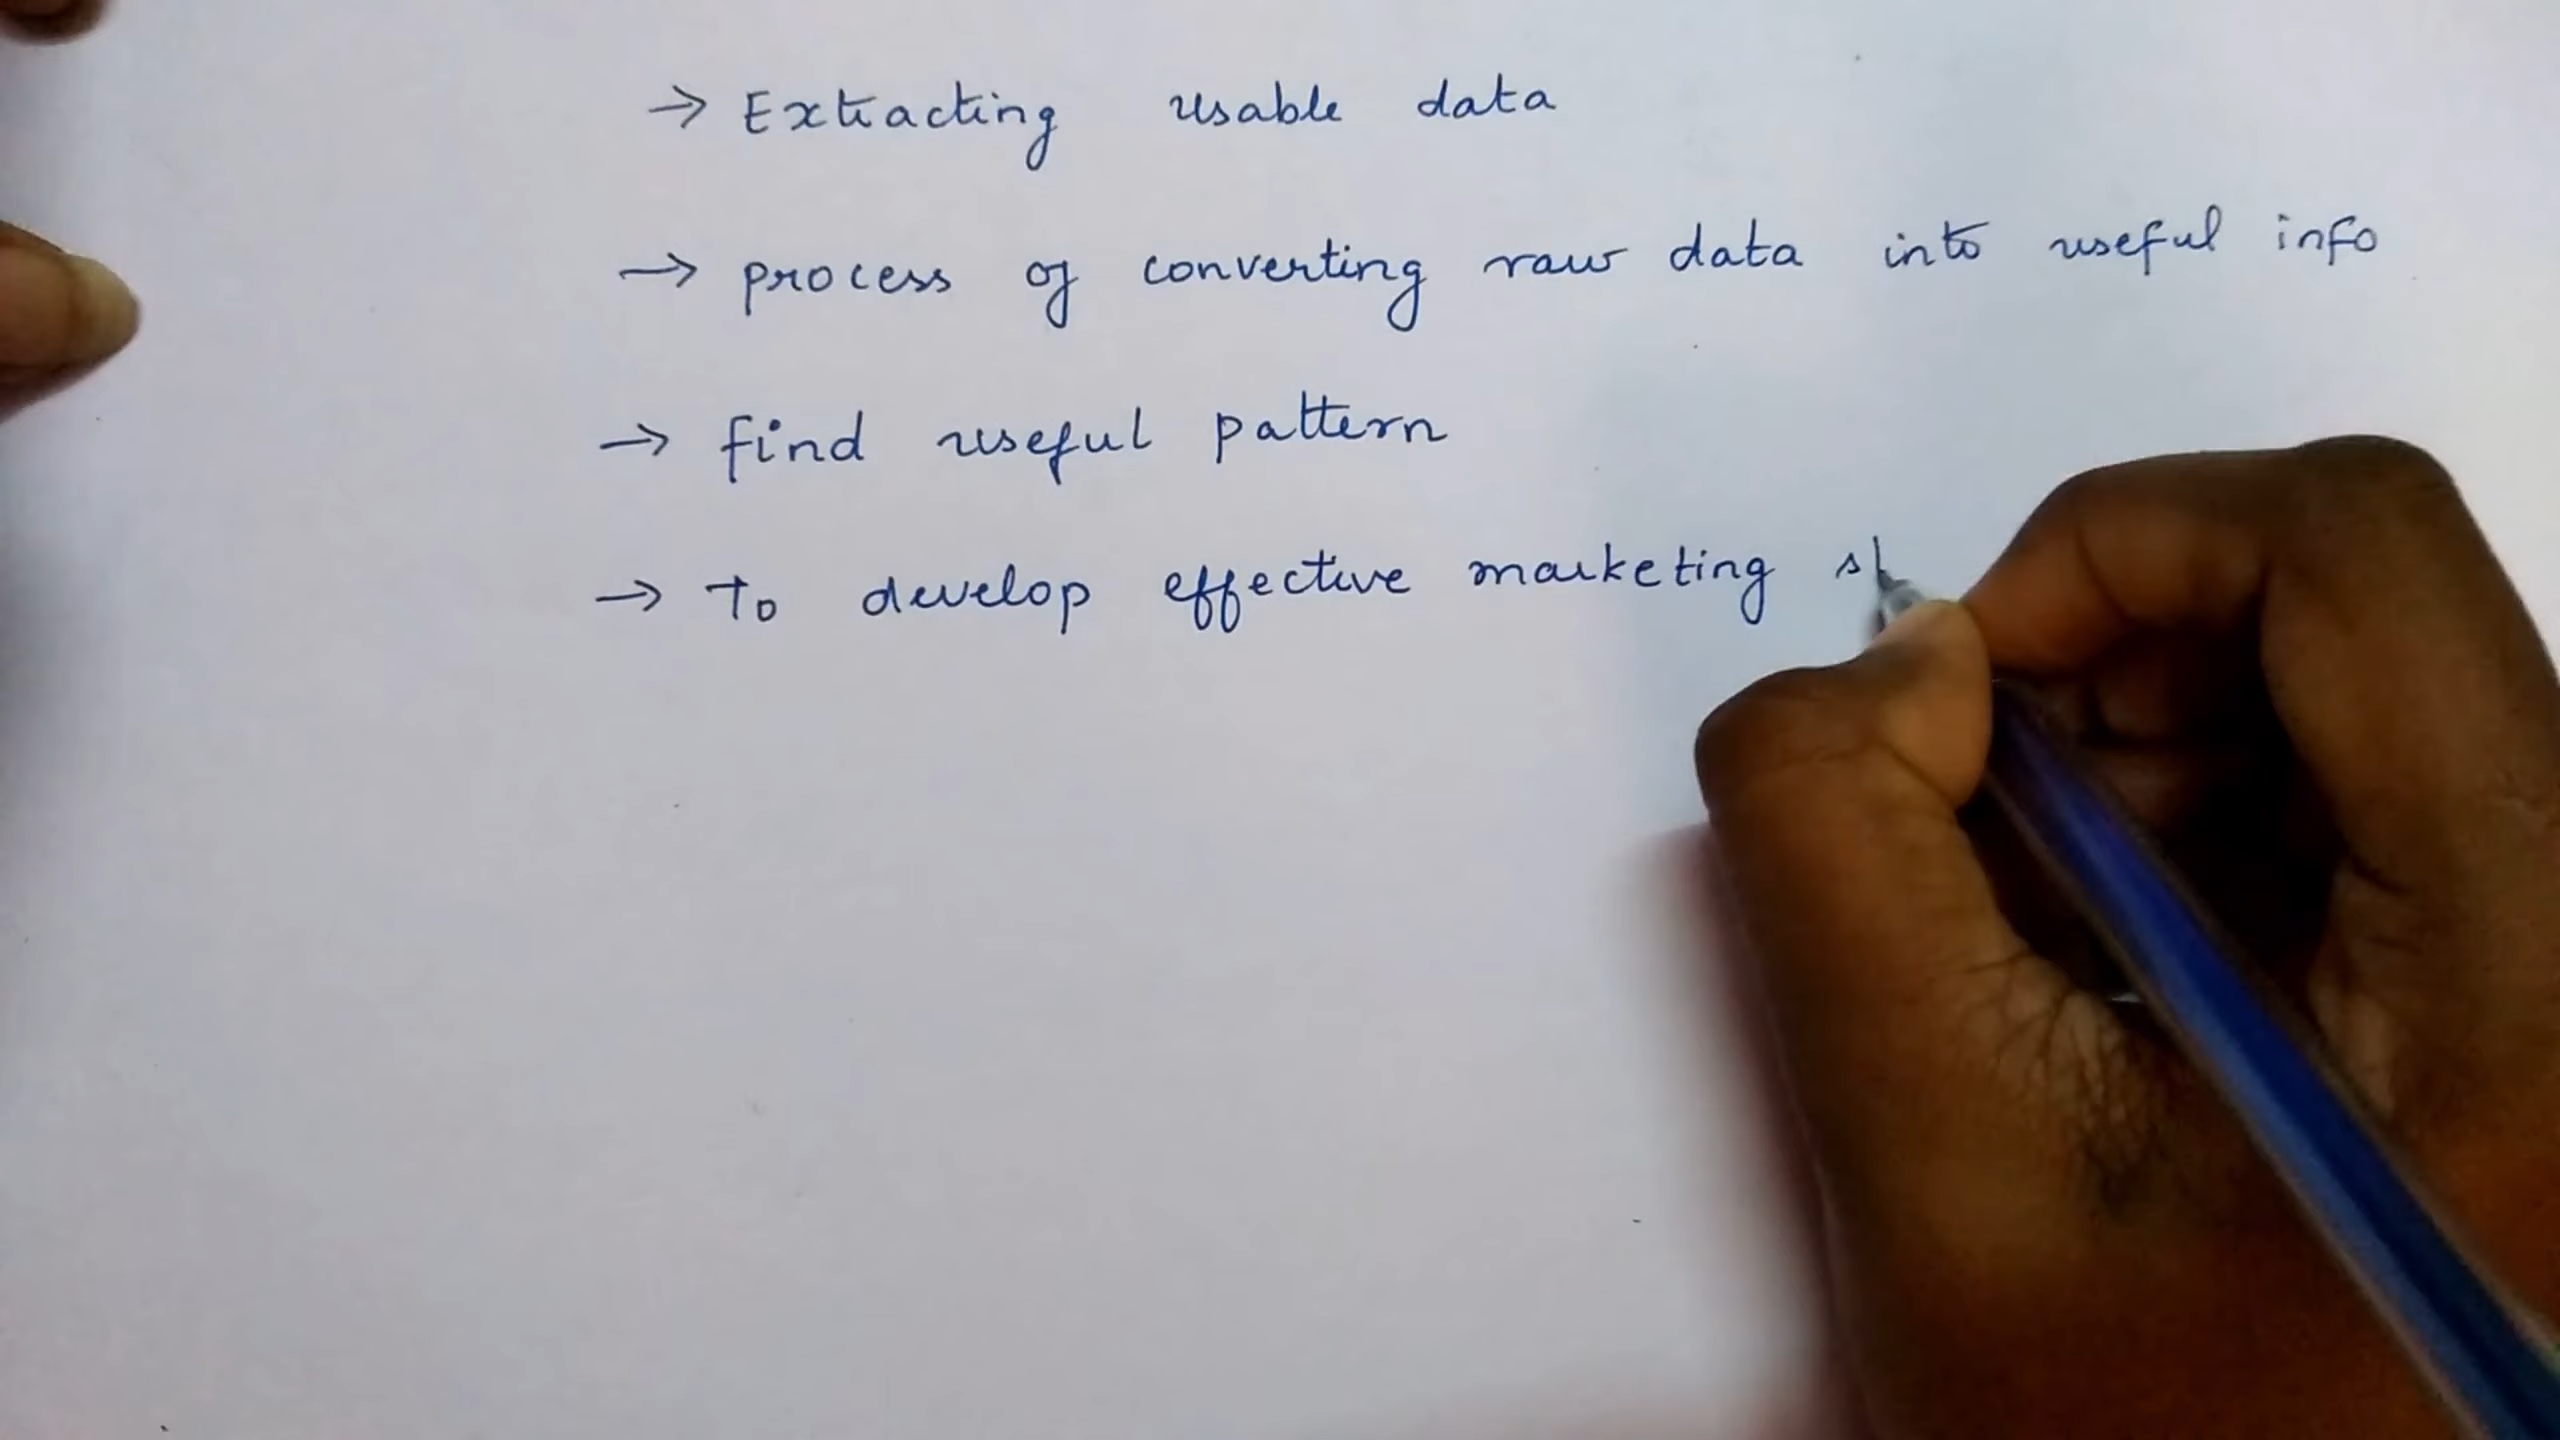 → Extracting usable data
→ process of converting raw data into useful info
→ find useful pattern
→ To develop effective marketing